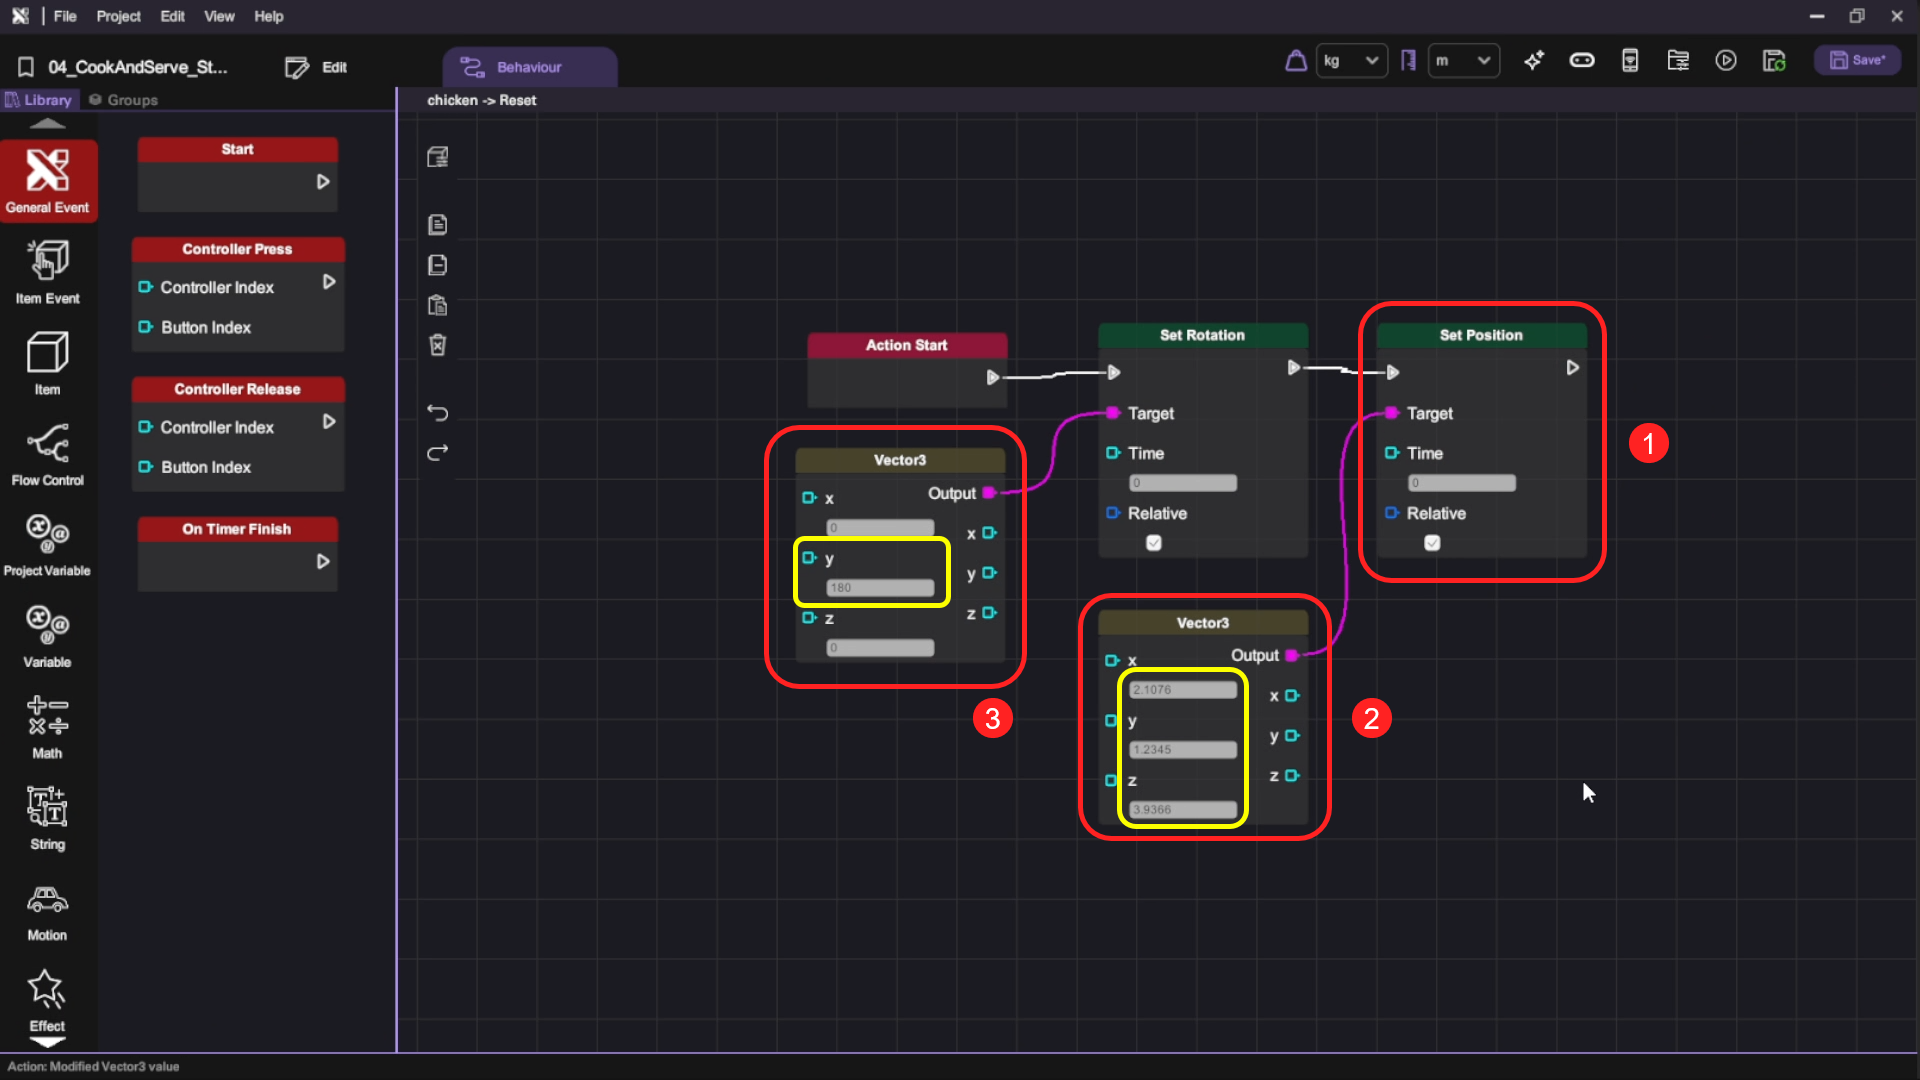 File Project Edit View Help
04_CookAndServe_St...
Edit
Behaviour
kg
m
Save*
Library
Groups
chicken -> Reset
General Event
Item Event
Item
Flow Control
Project Variable
Variable
Math
String
Motion
Effect
Start
Controller Press
Controller Index
Button Index
Controller Release
Controller Index
Button Index
On Timer Finish
Action Start
Set Rotation
Target
Time
0
Relative
Set Position
Target
Time
0
Relative
1
Vector3
x
Output
0
x
y
180
y
z
z
0
3
Vector3
x
Output
2.1076
x
y
y
1.2345
z
z
3.9366
2
Action: Modified Vector3 value